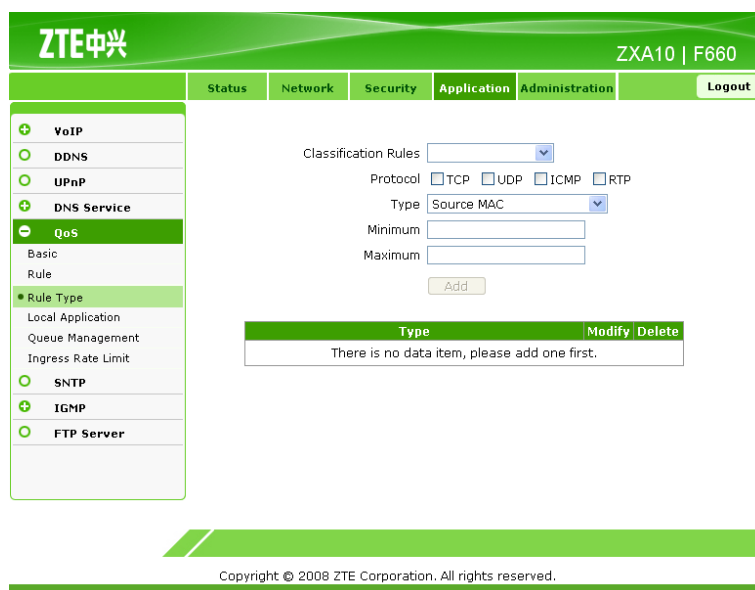 ZTE中兴
ZXA10 | F660
Status Network Security Application Administration Logout
VoIP
DDNS
UPnP
DNS Service
QoS
Basic
Rule
Rule Type
Local Application
Queue Management
Ingress Rate Limit
SNTP
IGMP
FTP Server
Classification Rules
Protocol TCP UDP ICMP RTP
Type Source MAC
Minimum
Maximum
Add
Type Modify Delete
There is no data item, please add one first.
Copyright © 2008 ZTE Corporation. All rights reserved.